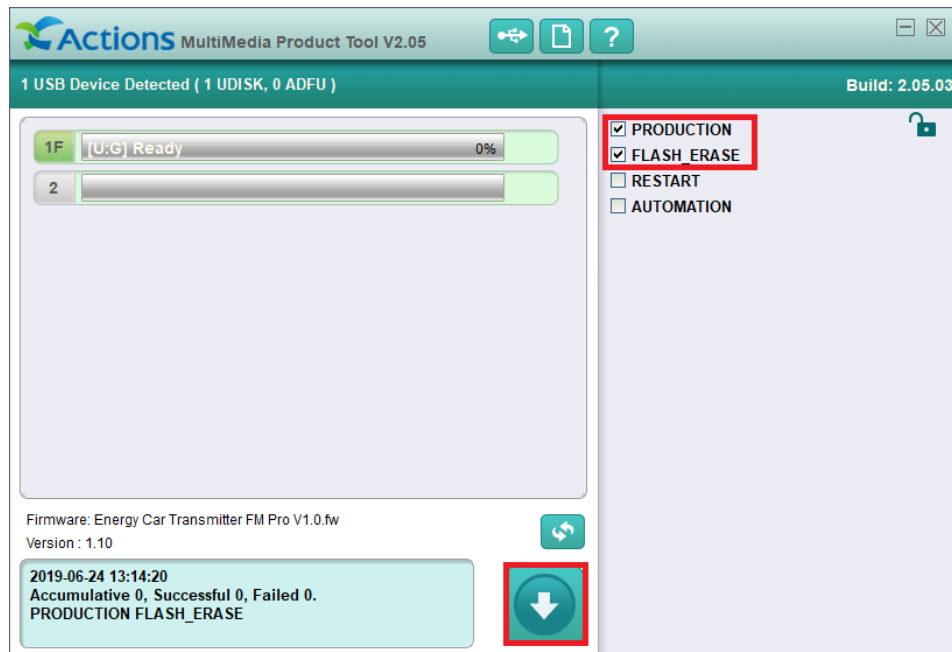 Actions MultiMedia Product Tool V2.05
?
1 USB Device Detected ( 1 UDISK, 0 ADFU )
Build: 2.05.03
1F [U:G] Ready 0%
2
PRODUCTION
FLASH_ERASE
RESTART
AUTOMATION
Firmware: Energy Car Transmitter FM Pro V1.0.fw
Version : 1.10
2019-06-24 13:14:20
Accumulative 0, Successful 0, Failed 0.
PRODUCTION FLASH_ERASE